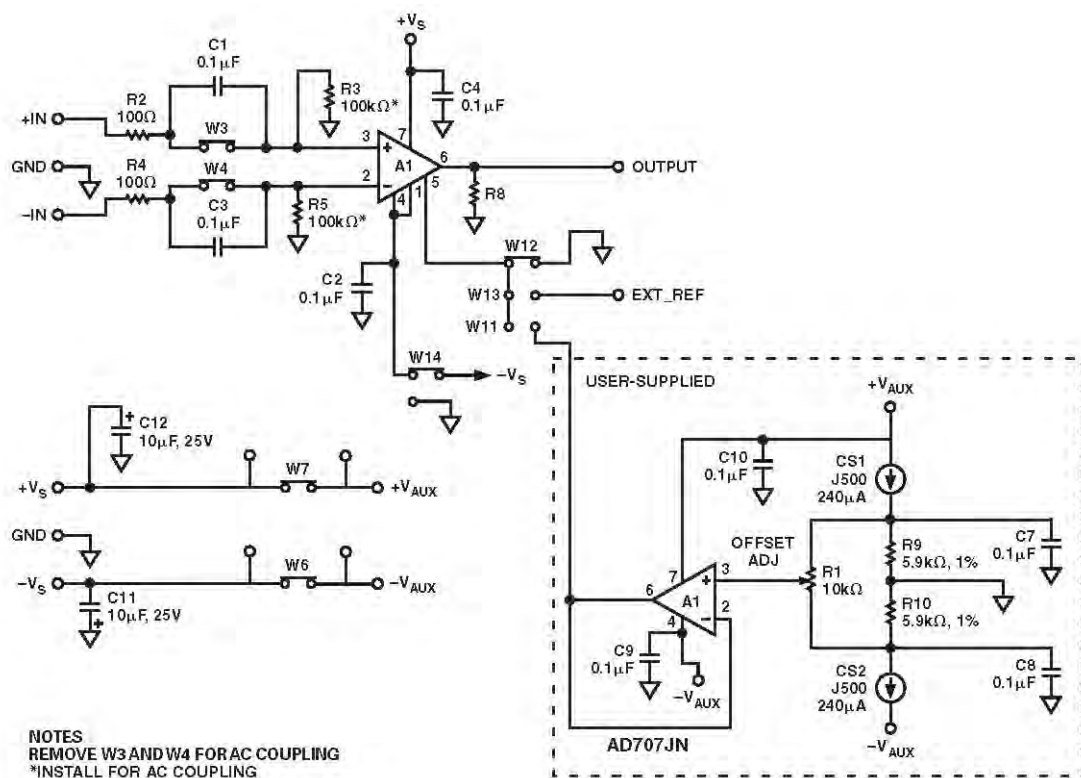 +VS
C1
0.1µF
R3
100kΩ*
C4
0.1µF
R2
100Ω
+IN
W3
3
7
+
A1
6
OUTPUT
GND
R4
100Ω
W4
2
−
4
1
5
R8
−IN
C3
0.1µF
R5
100kΩ*
W12
C2
0.1µF
W13
EXT_REF
W11
W14
−VS
USER-SUPPLIED
+VAUX
+
C12
10µF, 25V
C10
0.1µF
CS1
J500
240µA
+VS
W7
+VAUX
GND
OFFSET
ADJ
R9
5.9kΩ, 1%
C7
0.1µF
R1
10kΩ
−VS
W6
−VAUX
7
+
3
6
A1
−
2
4
R10
5.9kΩ, 1%
C11
10µF, 25V
+
C9
0.1µF
−VAUX
CS2
J500
240µA
C8
0.1µF
−VAUX
AD707JN
NOTES
REMOVE W3 AND W4 FOR AC COUPLING
*INSTALL FOR AC COUPLING